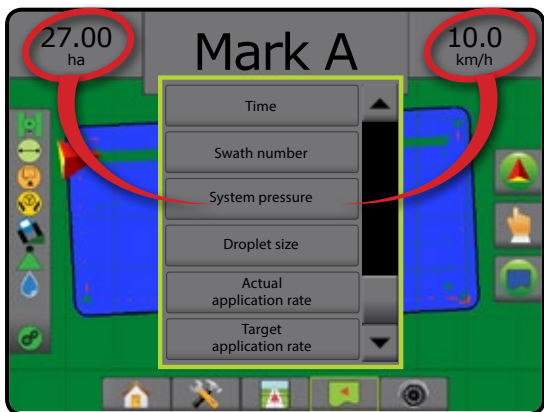 27.00
ha
Mark A
10.0
km/h
Time
Swath number
System pressure
Droplet size
Actual
application rate
Target
application rate